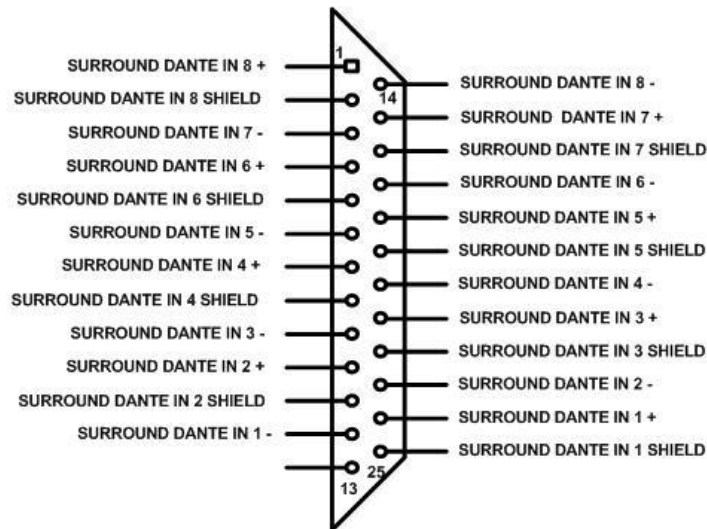 1
SURROUND DANTE IN 8 +
SURROUND DANTE IN 8 SHIELD
SURROUND DANTE IN 7 -
SURROUND DANTE IN 6 +
SURROUND DANTE IN 6 SHIELD
SURROUND DANTE IN 5 -
SURROUND DANTE IN 4 +
SURROUND DANTE IN 4 SHIELD
SURROUND DANTE IN 3 -
SURROUND DANTE IN 2 +
SURROUND DANTE IN 2 SHIELD
SURROUND DANTE IN 1 -
13
14
SURROUND DANTE IN 8 -
SURROUND DANTE IN 7 +
SURROUND DANTE IN 7 SHIELD
SURROUND DANTE IN 6 -
SURROUND DANTE IN 5 +
SURROUND DANTE IN 5 SHIELD
SURROUND DANTE IN 4 -
SURROUND DANTE IN 3 +
SURROUND DANTE IN 3 SHIELD
SURROUND DANTE IN 2 -
SURROUND DANTE IN 1 +
SURROUND DANTE IN 1 SHIELD
25